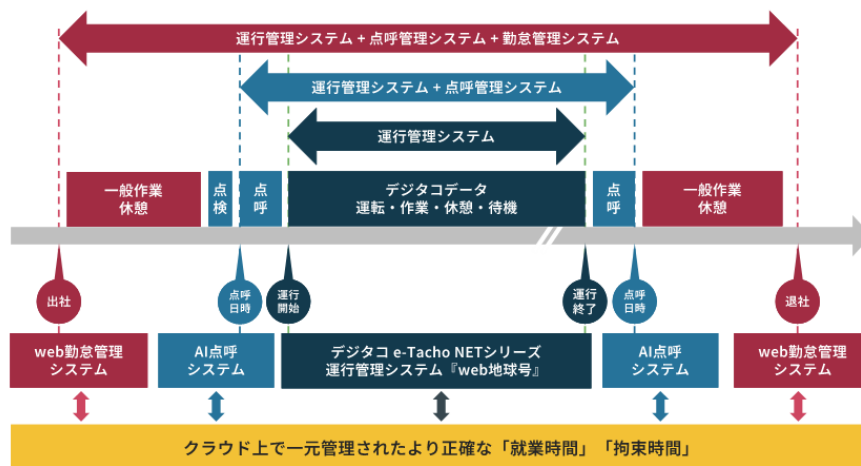 運行管理システム + 点呼管理システム + 勤怠管理システム
運行管理システム + 点呼管理システム
運行管理システム
一般作業
休憩
点検
点呼
デジタコデータ
運転・作業・休憩・待機
点呼
一般作業
休憩
出社
点呼
日時
運行
開始
運行
終了
点呼
日時
退社
web勤怠管理
システム
AI点呼
システム
デジタコ e-Tacho NETシリーズ
運行管理システム『web地球号』
AI点呼
システム
web勤怠管理
システム
クラウド上で一元管理されたより正確な「就業時間」「拘束時間」